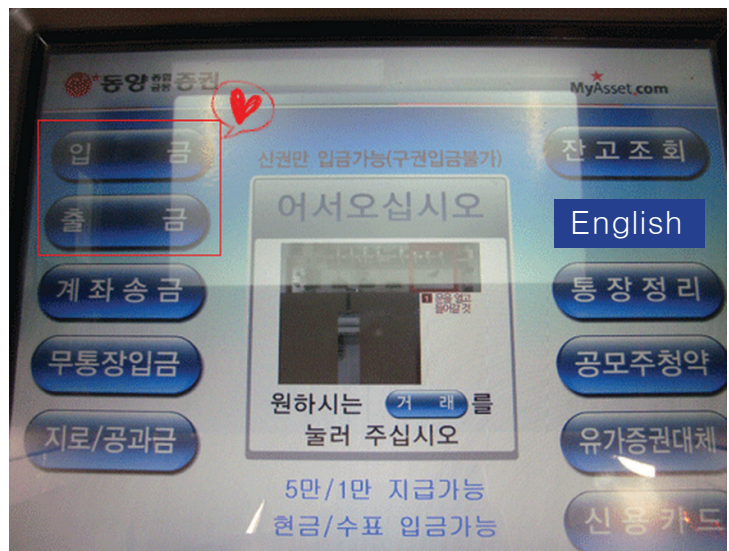 동양종합금융증권
MyAsset.com
입 금
신권만 입금가능(구권입금불가)
잔고조회
출 금
어서오십시오
English
계좌송금
통장정리
1
무통장입금
공모주청약
원하시는 거 래 를
눌러 주십시오
지로/공과금
유가증권대체
5만/1만 지급가능
현금/수표 입금가능
신용카드